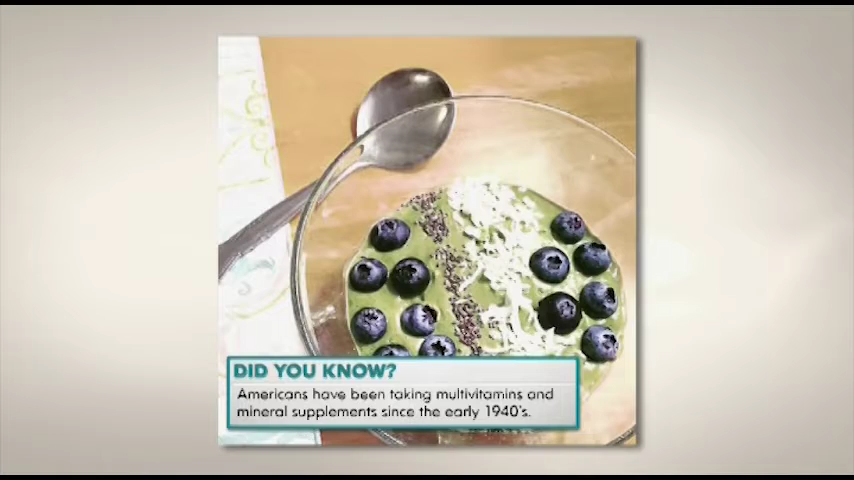 DID YOU KNOW?
Americans have been taking multivitamins and
mineral supplements since the early 1940's.